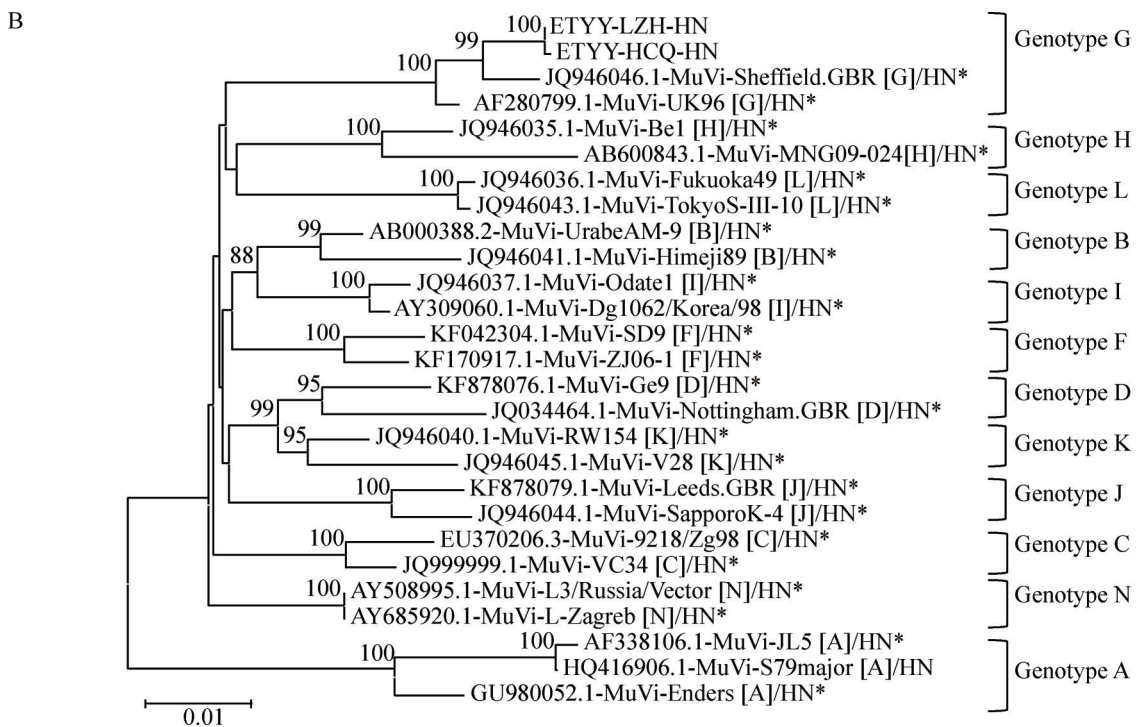 B
100
ETYY-LZH-HN
Genotype G
99
ETYY-HCQ-HN
100
JQ946046.1-MuVi-Sheffield.GBR [G]/HN*
AF280799.1-MuVi-UK96 [G]/HN*
100
JQ946035.1-MuVi-Be1 [H]/HN*
Genotype H
AB600843.1-MuVi-MNG09-024[H]/HN*
100
JQ946036.1-MuVi-Fukuoka49 [L]/HN*
Genotype L
JQ946043.1-MuVi-TokyoS-III-10 [L]/HN*
99
AB000388.2-MuVi-UrabeAM-9 [B]/HN*
Genotype B
88
JQ946041.1-MuVi-Himeji89 [B]/HN*
100
JQ946037.1-MuVi-Odate1 [I]/HN*
Genotype I
AY309060.1-MuVi-Dg1062/Korea/98 [I]/HN*
100
KF042304.1-MuVi-SD9 [F]/HN*
Genotype F
KF170917.1-MuVi-ZJ06-1 [F]/HN*
95
KF878076.1-MuVi-Ge9 [D]/HN*
Genotype D
99
JQ034464.1-MuVi-Nottingham.GBR [D]/HN*
95
JQ946040.1-MuVi-RW154 [K]/HN*
Genotype K
JQ946045.1-MuVi-V28 [K]/HN*
100
KF878079.1-MuVi-Leeds.GBR [J]/HN*
Genotype J
JQ946044.1-MuVi-SapporoK-4 [J]/HN*
100
EU370206.3-MuVi-9218/Zg98 [C]/HN*
Genotype C
JQ999999.1-MuVi-VC34 [C]/HN*
100
AY508995.1-MuVi-L3/Russia/Vector [N]/HN*
Genotype N
AY685920.1-MuVi-L-Zagreb [N]/HN*
100
AF338106.1-MuVi-JL5 [A]/HN*
100
HQ416906.1-MuVi-S79major [A]/HN
Genotype A
GU980052.1-MuVi-Enders [A]/HN*
0.01